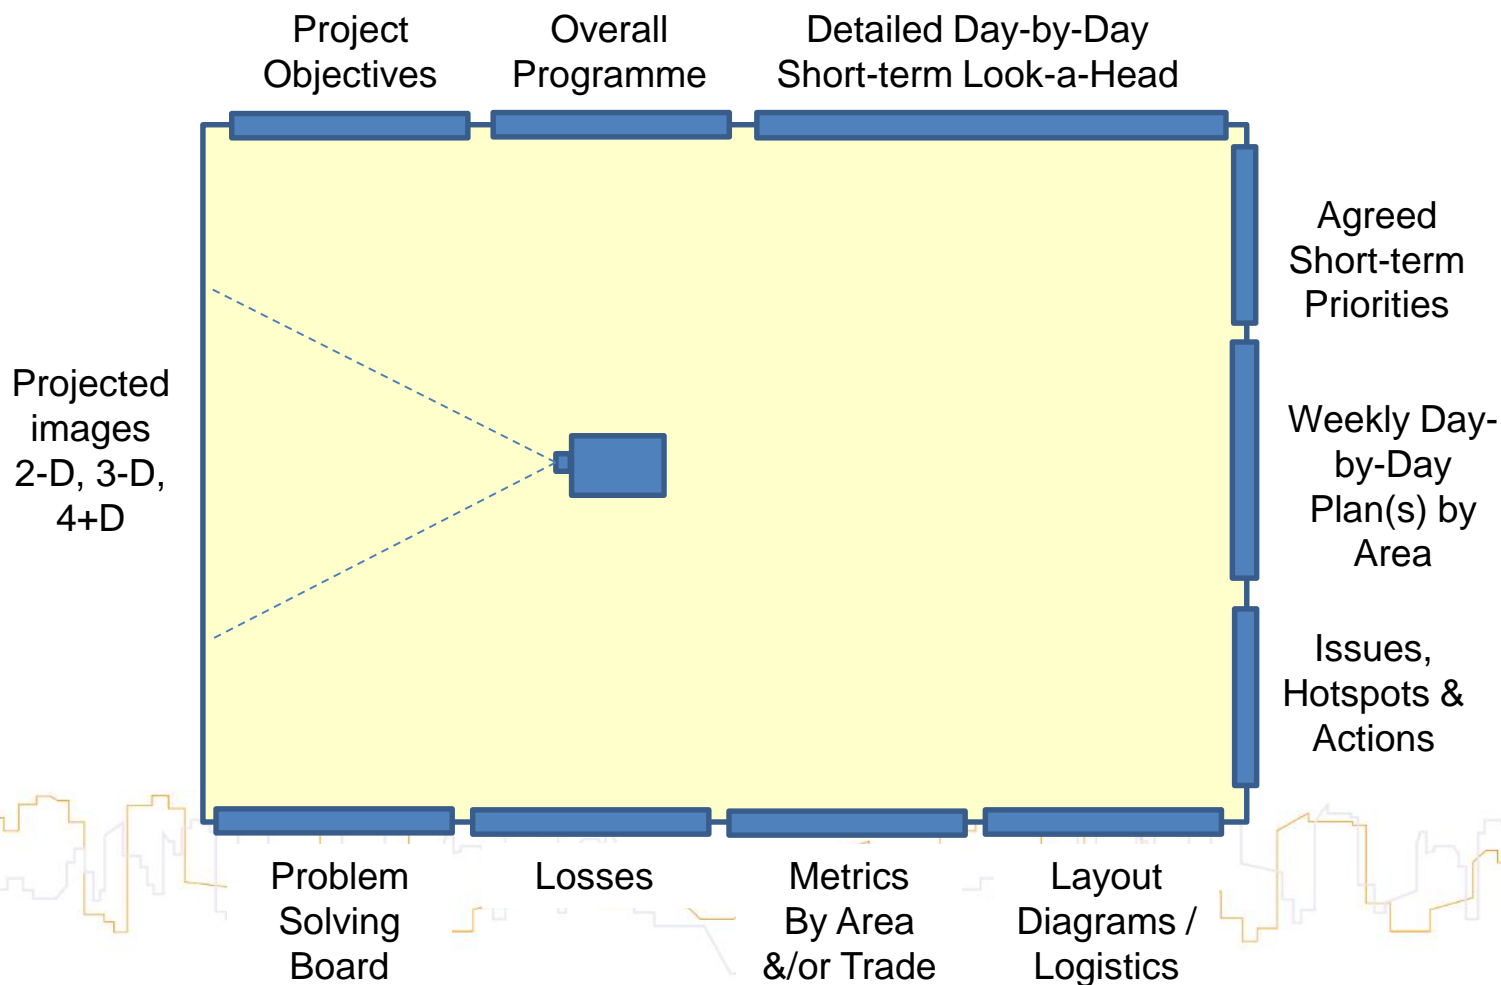 Project
Objectives
Overall
Programme
Detailed Day-by-Day
Short-term Look-a-Head
Agreed
Short-term
Priorities
Projected
images
2-D, 3-D,
4+D
Weekly Day-
by-Day
Plan(s) by
Area
Issues,
Hotspots &
Actions
Problem
Solving
Board
Losses
Metrics
By Area
&/or Trade
Layout
Diagrams /
Logistics